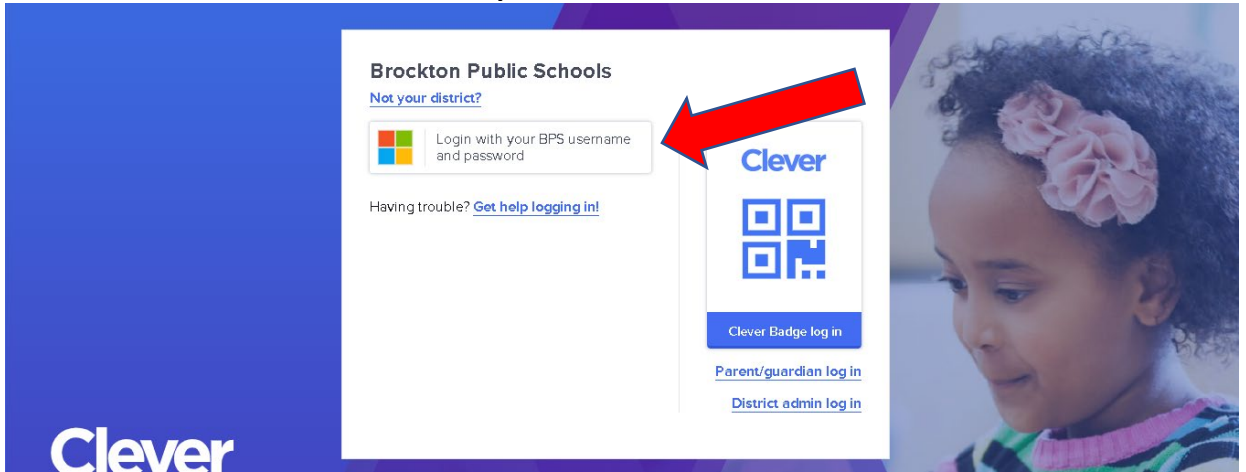 Brockton Public Schools
Not your district?
Login with your BPS username
and password
Having trouble? Get help logging in!
Clever
Clever Badge log in
Parent/guardian log in
District admin log in
Clever